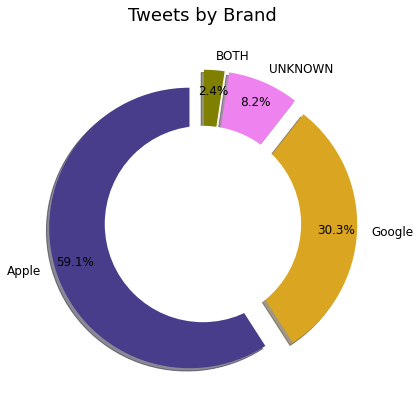 Tweets by Brand
BOTH
UNKNOWN
2.4%
8.2%
30.3%
Google
59.1%
Apple